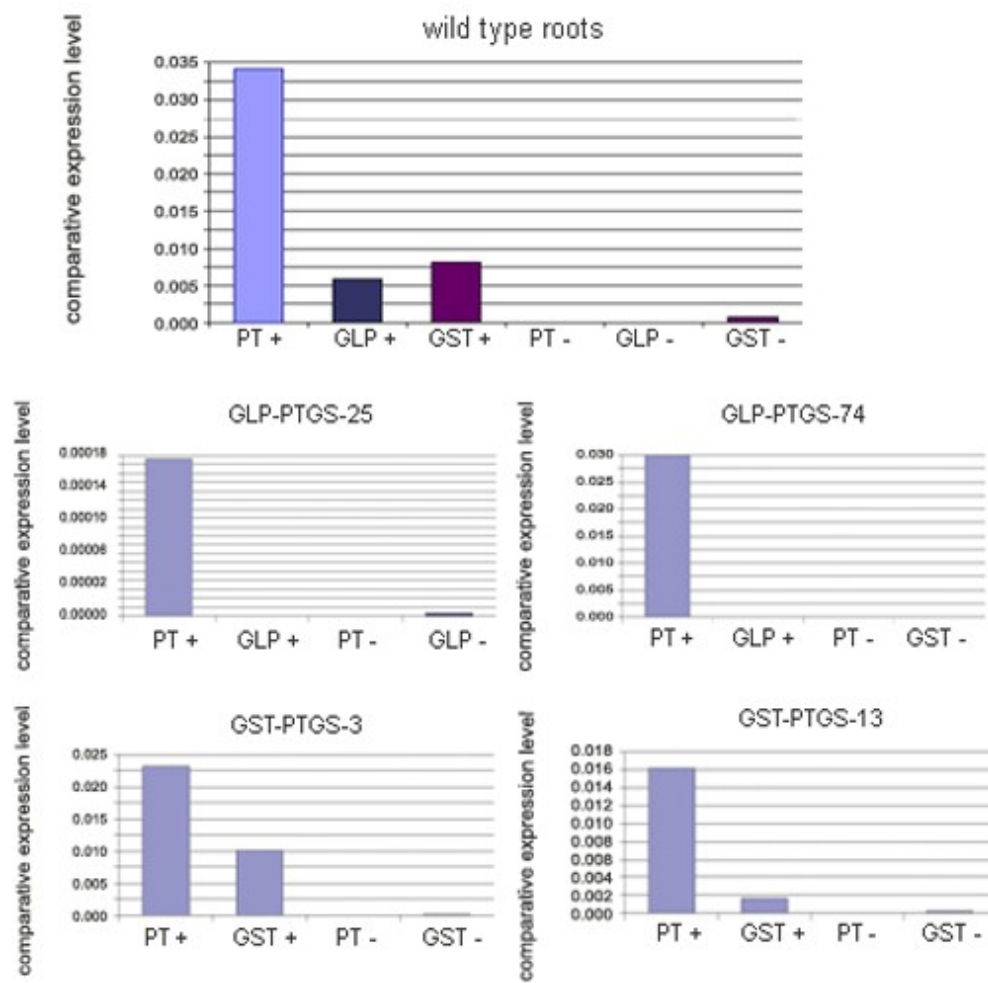 wild type roots
comparative expression level
0.035
0.030
0.025
0.020
0.015
0.010
0.005
0.000
PT + GLP + GST + PT - GLP - GST -
GLP-PTGS-25
comparative expression level
0.00018
0.00014
0.00010
0.00006
0.00002
0.00000
PT + GLP + PT - GLP -
GLP-PTGS-74
comparative expression level
0.030
0.025
0.020
0.010
0.010
0.005
0.000
PT + GLP + PT - GST -
GST-PTGS-3
comparative expression level
0.025
0.020
0.010
0.005
0.000
PT + GST + PT - GST -
GST-PTGS-13
comparative expression level
0.018
0.016
0.014
0.012
0.010
0.008
0.006
0.004
0.002
0.000
PT + GST + PT - GST -